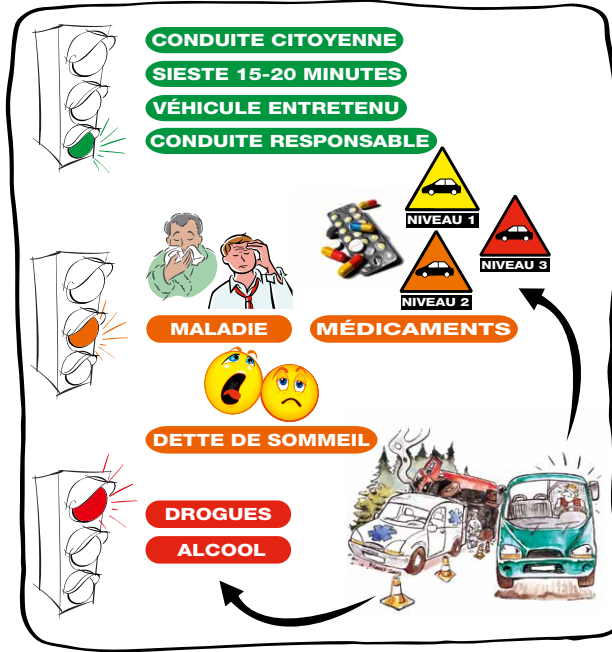 CONDUITE CITOYENNE
SIESTE 15-20 MINUTES
VÉHICULE ENTRETENU
CONDUITE RESPONSABLE
NIVEAU 1
NIVEAU 3
NIVEAU 2
MALADIE
MÉDICAMENTS
DETTE DE SOMMEIL
DROGUES
ALCOOL